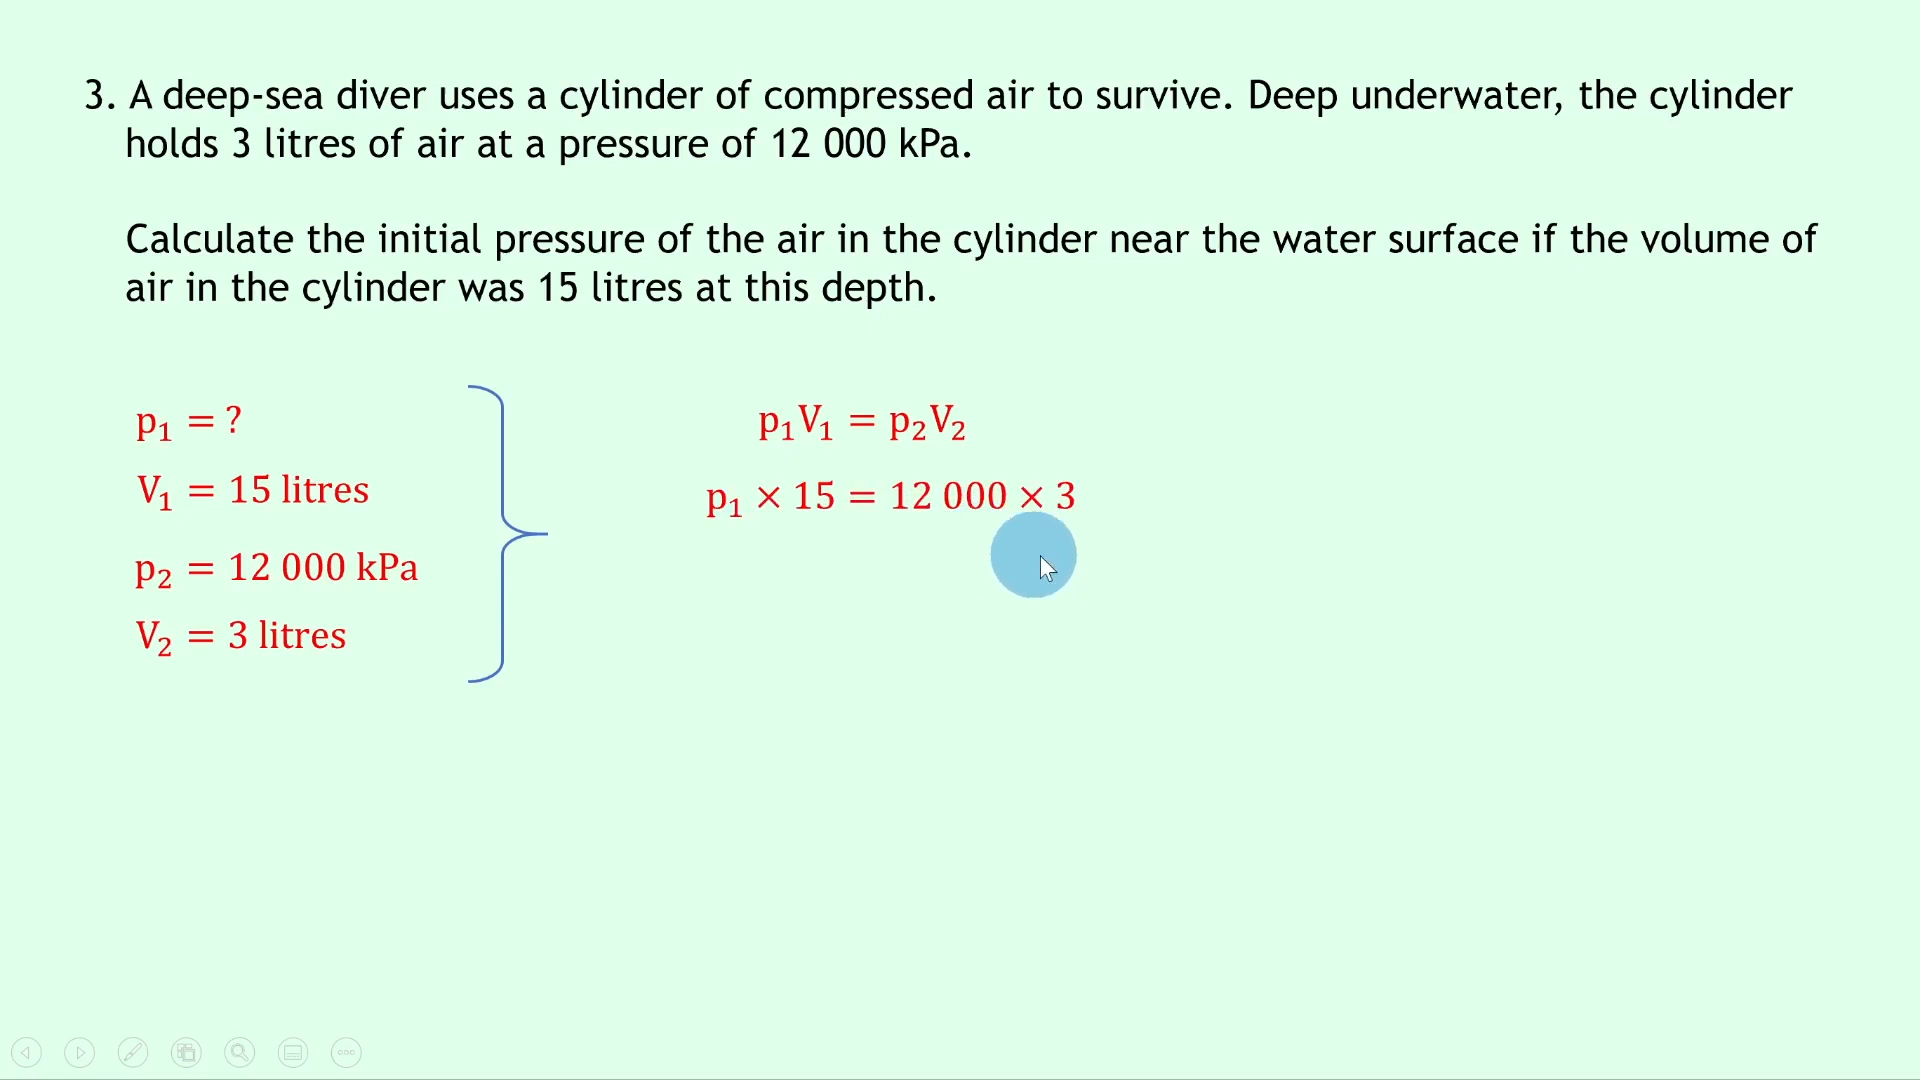 3. A deep-sea diver uses a cylinder of compressed air to survive. Deep underwater, the cylinder
holds 3 litres of air at a pressure of 12 000 kPa.
Calculate the initial pressure of the air in the cylinder near the water surface if the volume of
air in the cylinder was 15 litres at this depth.
p₁ = ?
V₁ = 15 litres
p₂ = 12 000 kPa
V₂ = 3 litres
p₁V₁ = p₂V₂
p₁ × 15 = 12 000 × 3